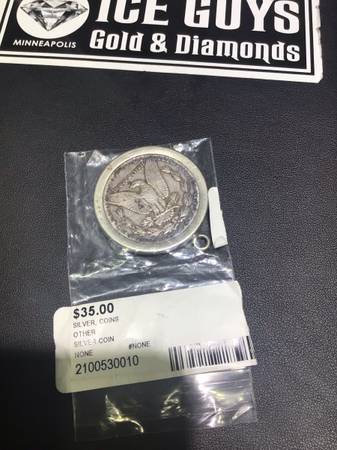 ICE GUYS
MINNEAPOLIS
Gold & Diamonds
$35.00
SILVER, COINS
OTHER
SILVER COIN
NONE #NONE
2100530010